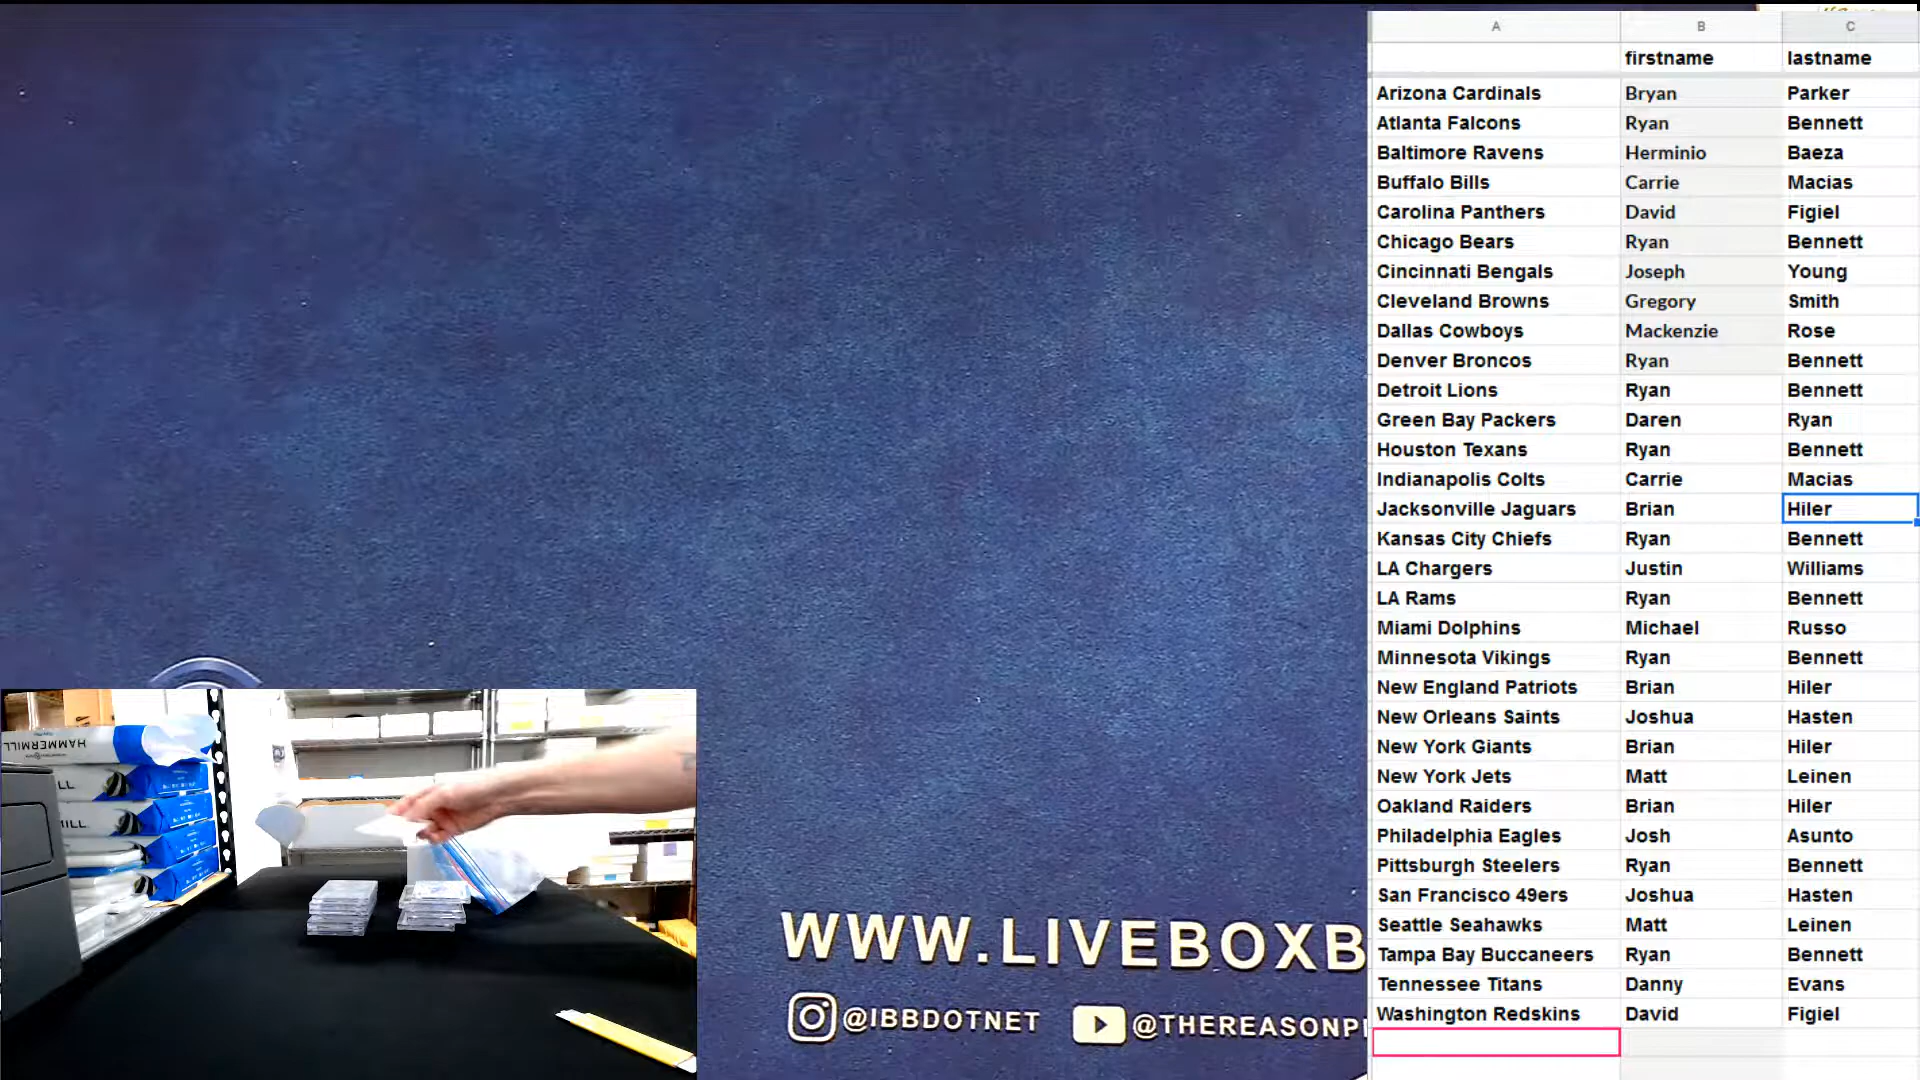 A B C
firstname lastname
Arizona Cardinals Bryan Parker
Atlanta Falcons Ryan Bennett
Baltimore Ravens Herminio Baeza
Buffalo Bills Carrie Macias
Carolina Panthers David Figiel
Chicago Bears Ryan Bennett
Cincinnati Bengals Joseph Young
Cleveland Browns Gregory Smith
Dallas Cowboys Mackenzie Rose
Denver Broncos Ryan Bennett
Detroit Lions Ryan Bennett
Green Bay Packers Daren Ryan
Houston Texans Ryan Bennett
Indianapolis Colts Carrie Macias
Jacksonville Jaguars Brian Hiler
Kansas City Chiefs Ryan Bennett
LA Chargers Justin Williams
LA Rams Ryan Bennett
Miami Dolphins Michael Russo
Minnesota Vikings Ryan Bennett
New England Patriots Brian Hiler
New Orleans Saints Joshua Hasten
New York Giants Brian Hiler
New York Jets Matt Leinen
Oakland Raiders Brian Hiler
Philadelphia Eagles Josh Asunto
Pittsburgh Steelers Ryan Bennett
San Francisco 49ers Joshua Hasten
Seattle Seahawks Matt Leinen
Tampa Bay Buccaneers Ryan Bennett
Tennessee Titans Danny Evans
Washington Redskins David Figiel
HAMMERMILL
LL
ILL
WWW.LIVEBOXB
@IBBDOTNET @THEREASONP